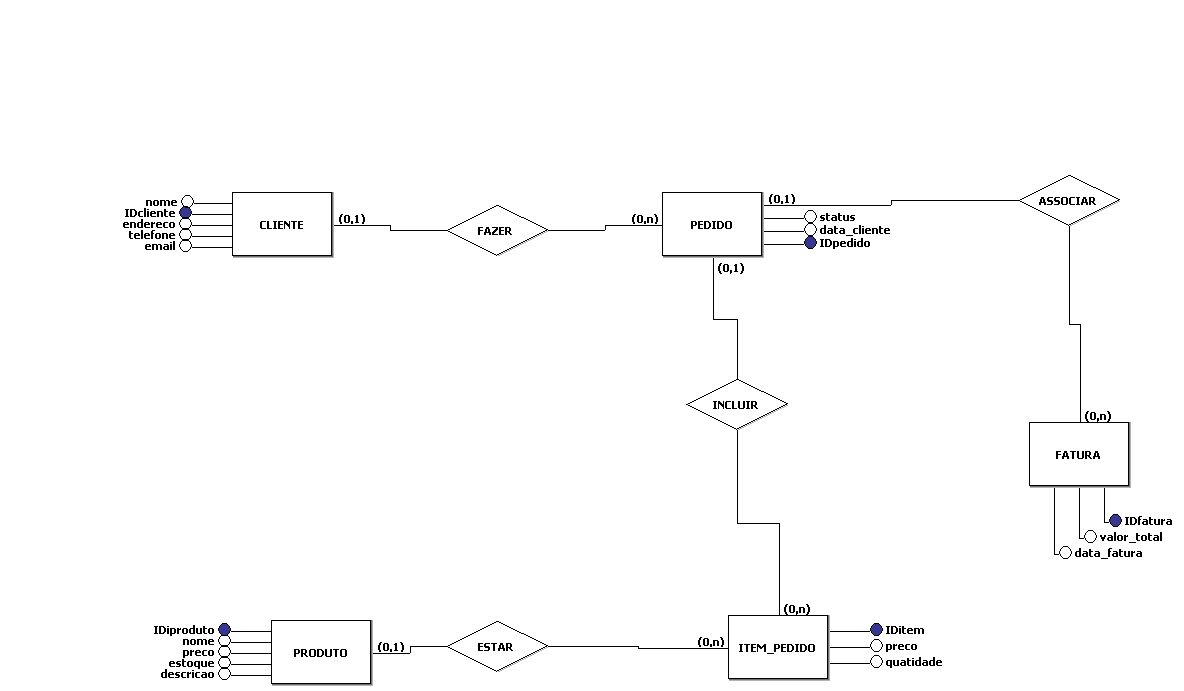 nome
IDcliente
endereco
telefone
email
CLIENTE
(0,1)
FAZER
(0,n)
PEDIDO
(0,1)
status
data_cliente
IDpedido
(0,1)
ASSOCIAR
INCLUIR
(0,n)
FATURA
IDfatura
valor_total
data_fatura
IDiproduto
nome
preco
estoque
descricao
PRODUTO
(0,1)
ESTAR
(0,n)
(0,n)
ITEM_PEDIDO
IDitem
preco
quatidade